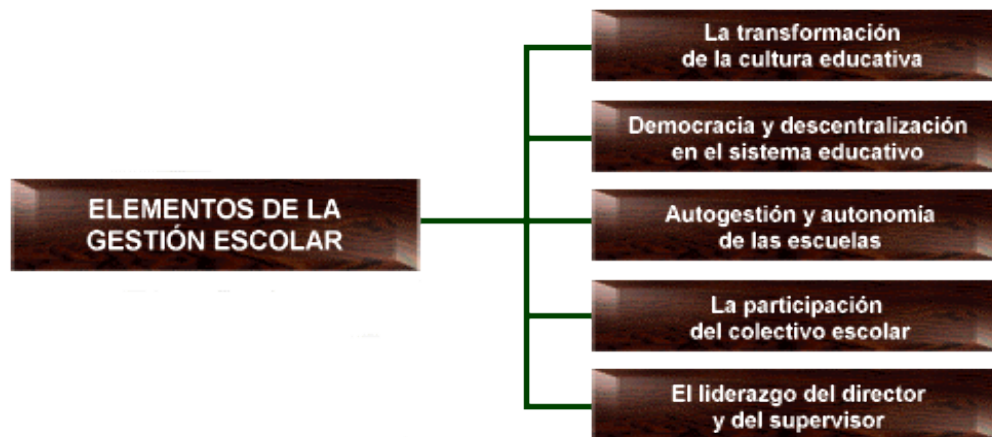 ELEMENTOS DE LA
GESTIÓN ESCOLAR
La transformación
de la cultura educativa
Democracia y descentralización
en el sistema educativo
Autogestión y autonomía
de las escuelas
La participación
del colectivo escolar
El liderazgo del director
y del supervisor